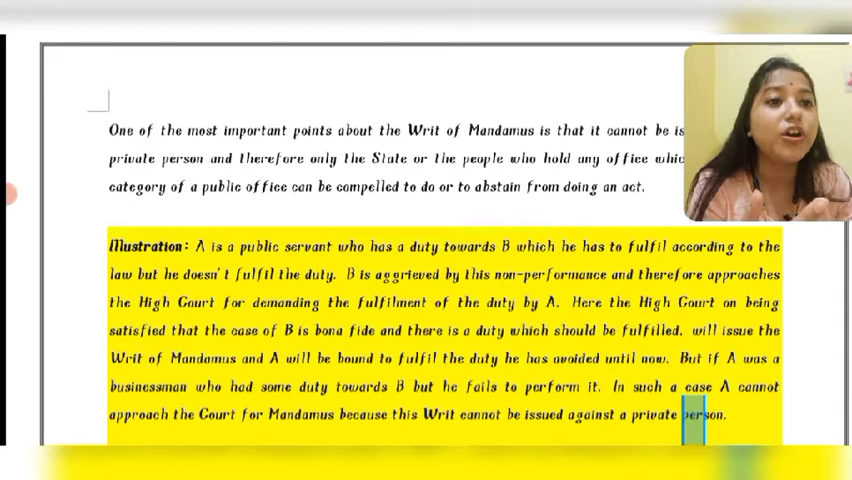 One of the most important points about the Writ of Mandamus is that it cannot be
private person and therefore only the State or the people who hold any office
category of a public office can be compelled to do or to abstain from doing an act.
Illustration: A is a public servant who has a duty towards B which he has to fulfil according to the
law but he doesn't fulfil the duty. B is aggrieved by this non-performance and therefore approaches
the High Court for demanding the fulfilment of the duty by A. Here the High Court on being
satisfied that the case of B is bona fide and there is a duty which should be fulfilled, will issue the
Writ of Mandamus and A will be bound to fulfil the duty he has avoided until now. But if A was a
businessman who had some duty towards B but he fails to perform it. In such a case A cannot
approach the Court for Mandamus because this Writ cannot be issued against a private person.